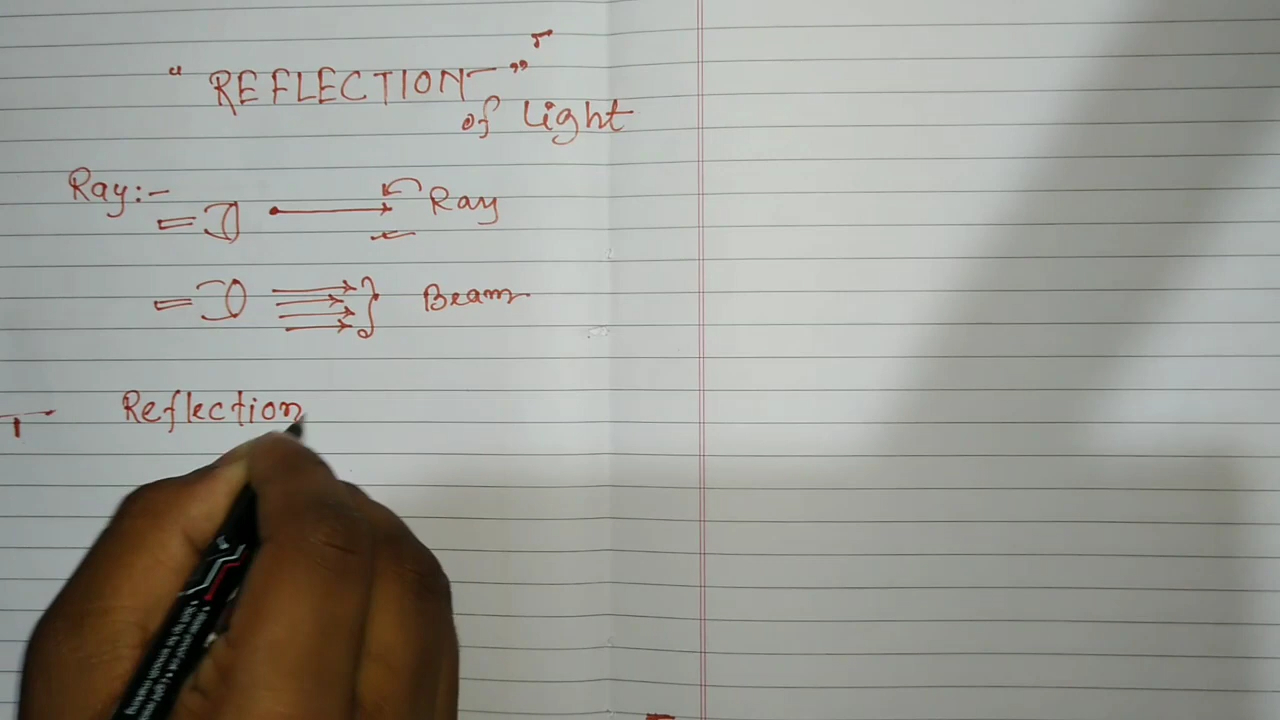 “ REFLECTION ”
of Light
Ray:-
Ray
Beam
Reflection